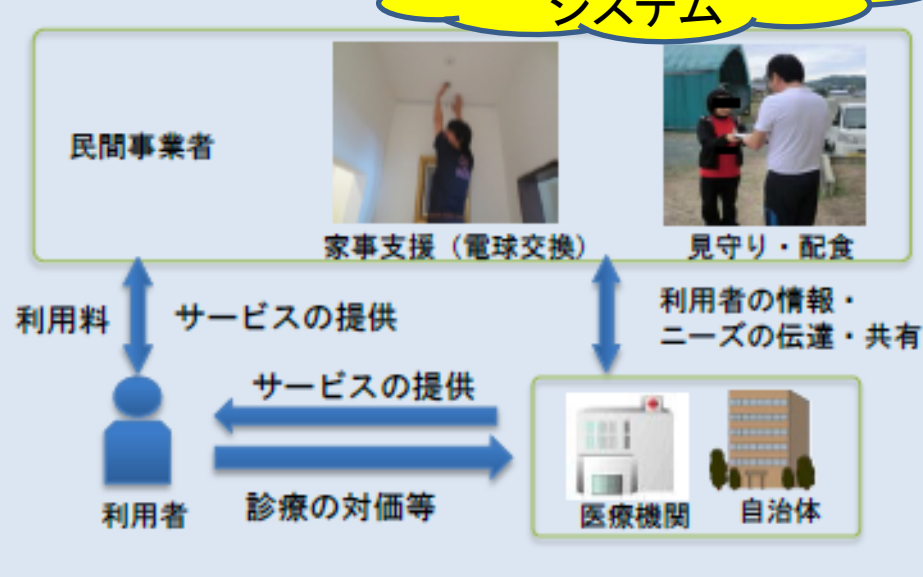 システム
民間事業者
家事支援（電球交換）
見守り・配食
利用料
サービスの提供
利用者の情報・
ニーズの伝達・共有
サービスの提供
診療の対価等
利用者
医療機関
自治体